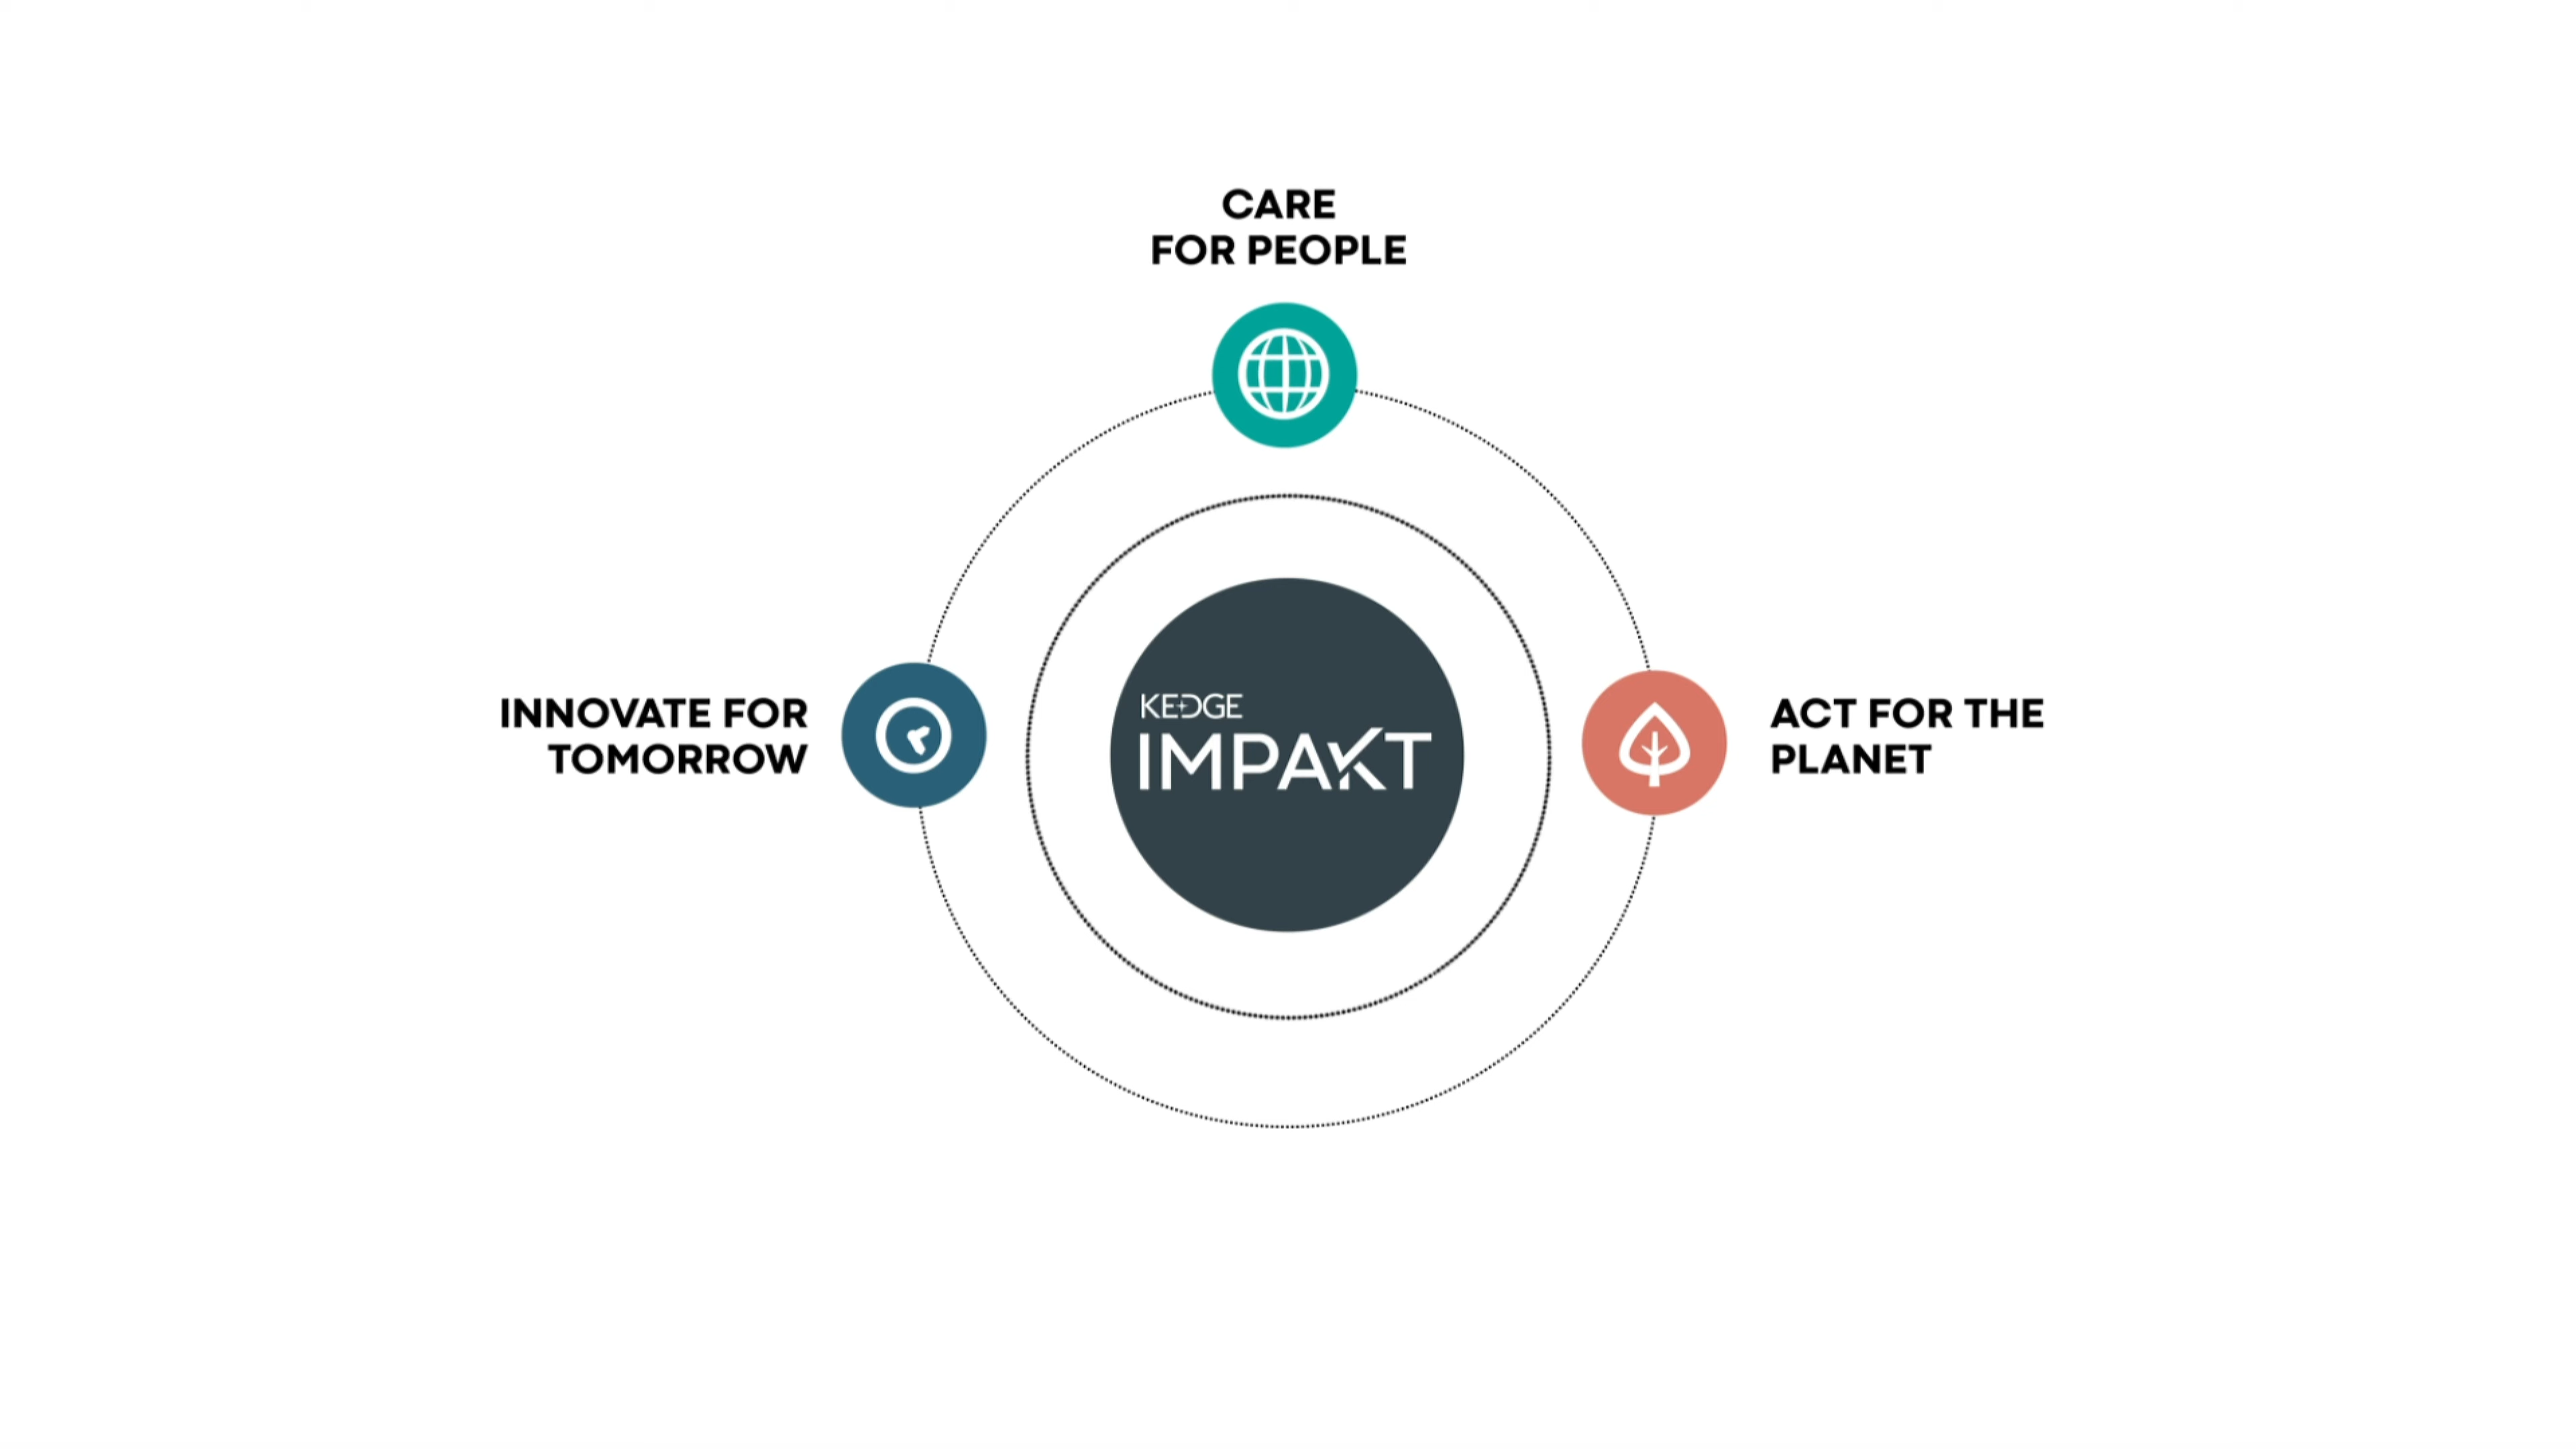 CARE
FOR PEOPLE
INNOVATE FOR
TOMORROW
KEDGE
IMPAKT
ACT FOR THE
PLANET